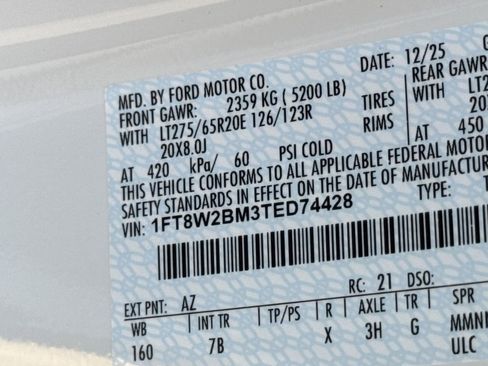 MFD. BY FORD MOTOR CO. DATE: 12/25
FRONT GAWR: 2359 KG ( 5200 LB) REAR GAWR
WITH LT275/65R20E 126/123R TIRES WITH
20X8.0J RIMS
AT 420 kPa/ 60 PSI COLD AT 450
THIS VEHICLE CONFORMS TO ALL APPLICABLE FEDERAL MOTOR
SAFETY STANDARDS IN EFFECT ON THE DATE OF MANUFACTUR
VIN: 1FT8W2BM3TED74428 TYPE: T
EXT PNT: AZ RC: 21 DSO:
WB INT TR TP/PS R AXLE TR SPR
160 7B X 3H G MMNN
ULC